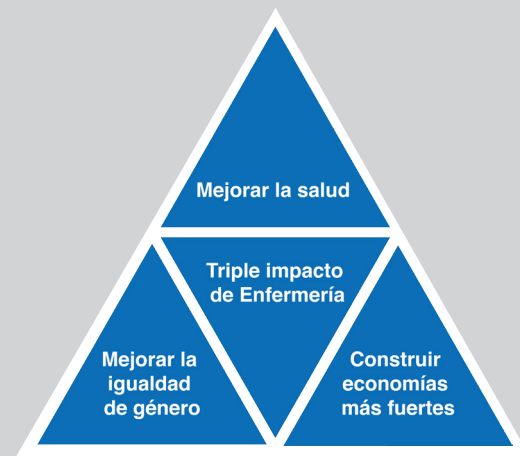 Mejorar la salud
Triple impacto
de Enfermería
Mejorar la
igualdad
de género
Construir
economías
más fuertes